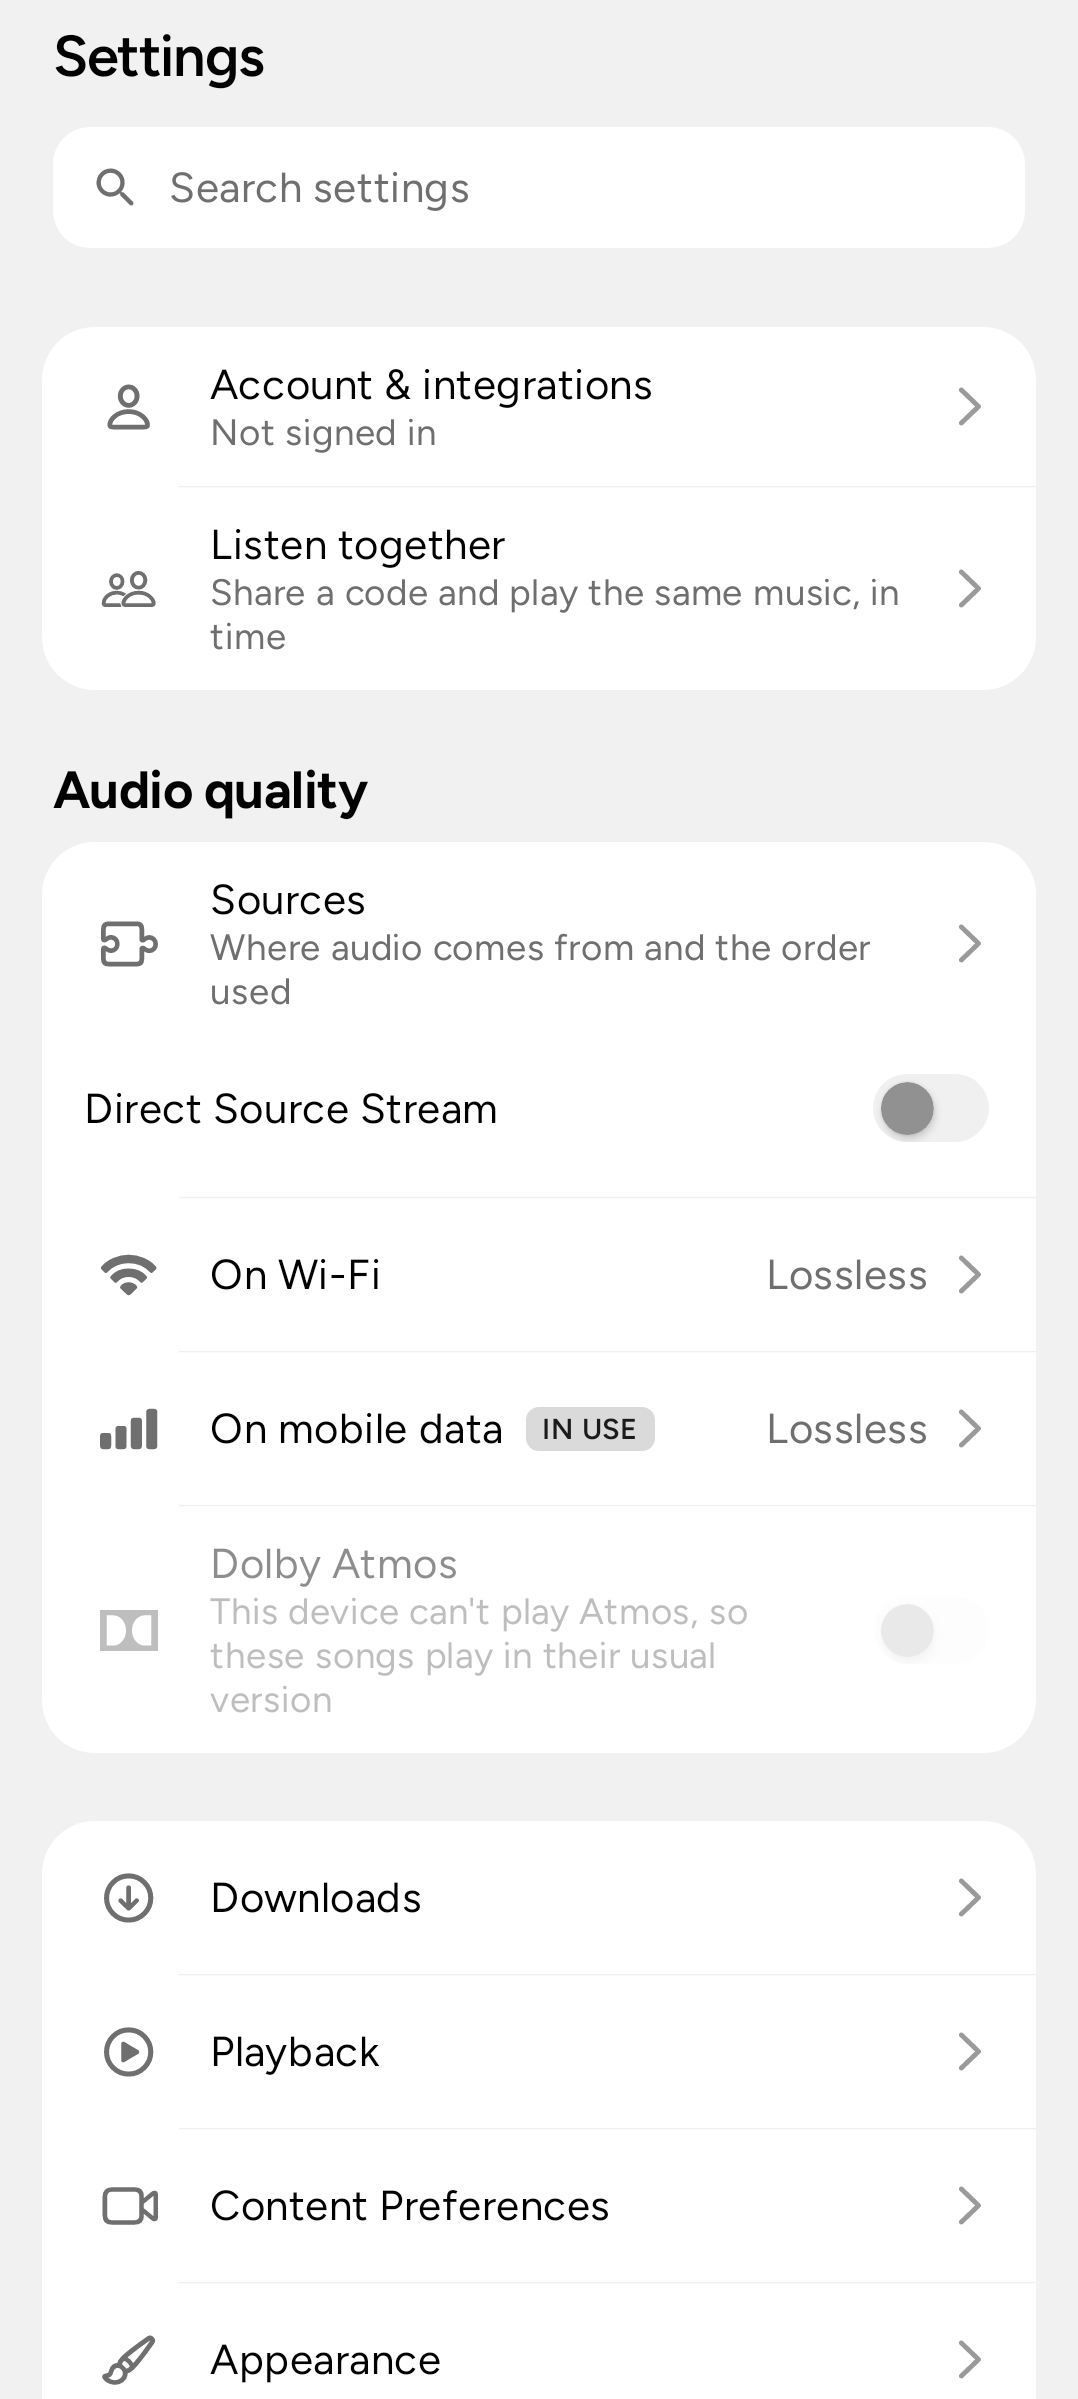 Settings
Search settings
Account & integrations
Not signed in
Listen together
Share a code and play the same music, in
time
Audio quality
Sources
Where audio comes from and the order
used
Direct Source Stream
On Wi-Fi
Lossless
On mobile data
IN USE
Lossless
Dolby Atmos
This device can't play Atmos, so
these songs play in their usual
version
Downloads
Playback
Content Preferences
Appearance